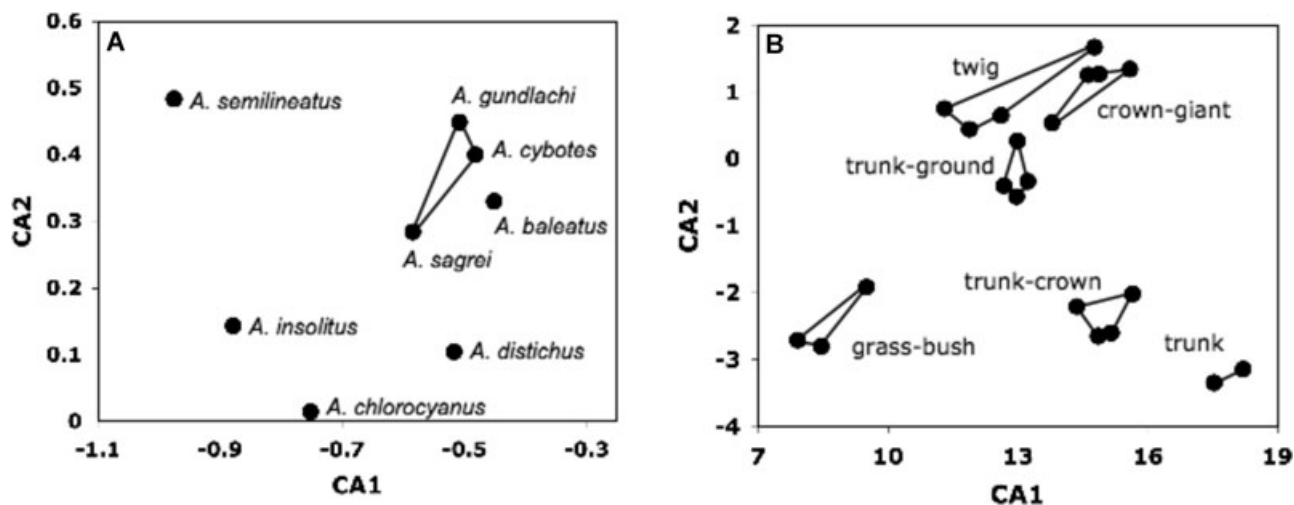 A
0.6
0.5
0.4
0.3
0.2
0.1
0
CA2
A. semilineatus
A. gundlachi
A. cybotes
A. baleatus
A. sagrei
A. insolitus
A. distichus
A. chlorocyanus
-1.1 -0.9 -0.7 -0.5 -0.3
CA1
B
2
1
0
-1
-2
-3
-4
CA2
twig
crown-giant
trunk-ground
trunk-crown
grass-bush
trunk
7 10 13 16 19
CA1